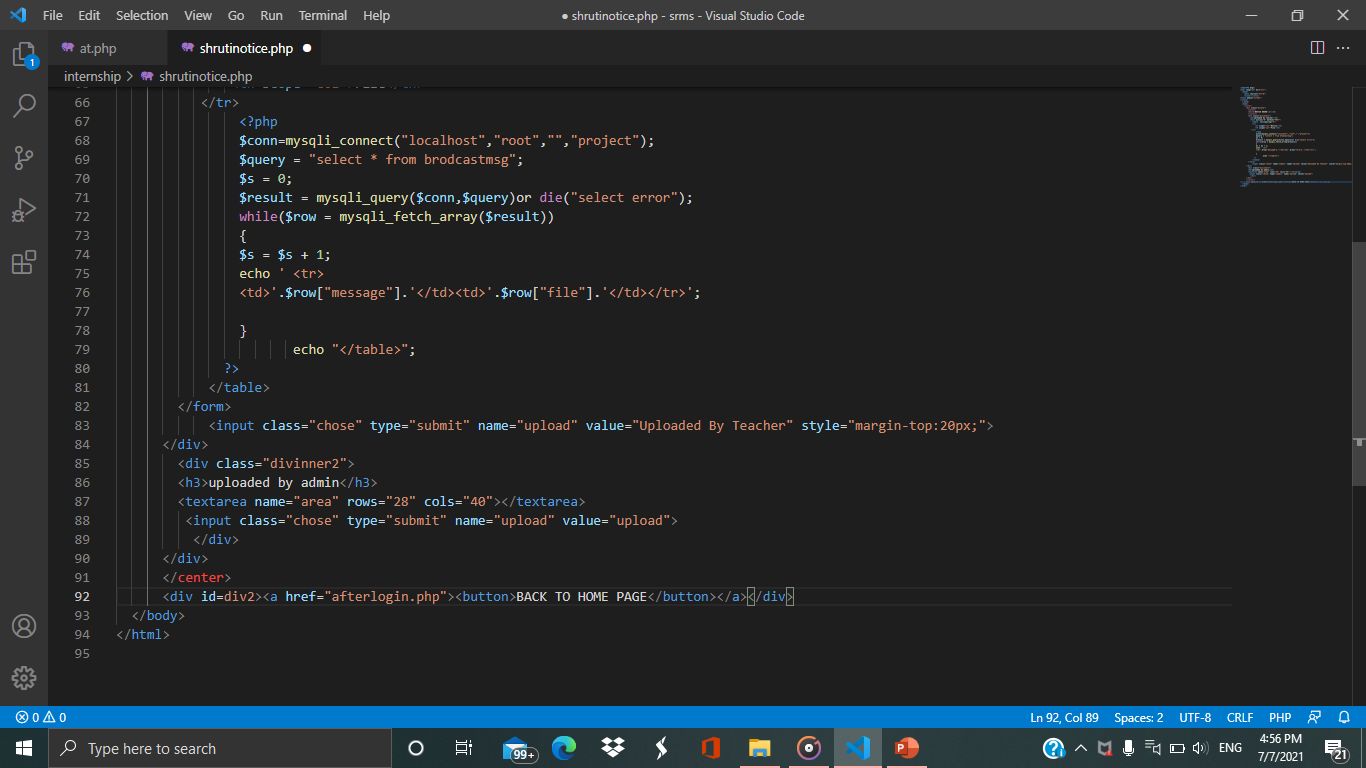 File Edit Selection View Go Run Terminal Help ● shrutinotice.php - srms - Visual Studio Code
at.php shrutinotice.php ●
internship > shrutinotice.php
66 </tr>
67 <?php
68 $conn=mysqli_connect("localhost","root","","project");
69 $query = "select * from brodcastmsg";
70 $s = 0;
71 $result = mysqli_query($conn,$query)or die("select error");
72 while($row = mysqli_fetch_array($result))
73 {
74 $s = $s + 1;
75 echo ' <tr>
76 <td>'.$row["message"].'</td><td>'.$row["file"].'</td></tr>';
77
78 }
79 echo "</table>";
80 ?>
81 </table>
82 </form>
83 <input class="chose" type="submit" name="upload" value="Uploaded By Teacher" style="margin-top:20px;">
84 </div>
85 <div class="divinner2">
86 <h3>uploaded by admin</h3>
87 <textarea name="area" rows="28" cols="40"></textarea>
88 <input class="chose" type="submit" name="upload" value="upload">
89 </div>
90 </div>
91 </center>
92 <div id=div2><a href="afterlogin.php"><button>BACK TO HOME PAGE</button></a></div>
93 </body>
94 </html>
95
1
0 0 Ln 92, Col 89 Spaces: 2 UTF-8 CRLF PHP
Type here to search 99+ ENG 4:56 PM 21
7/7/2021